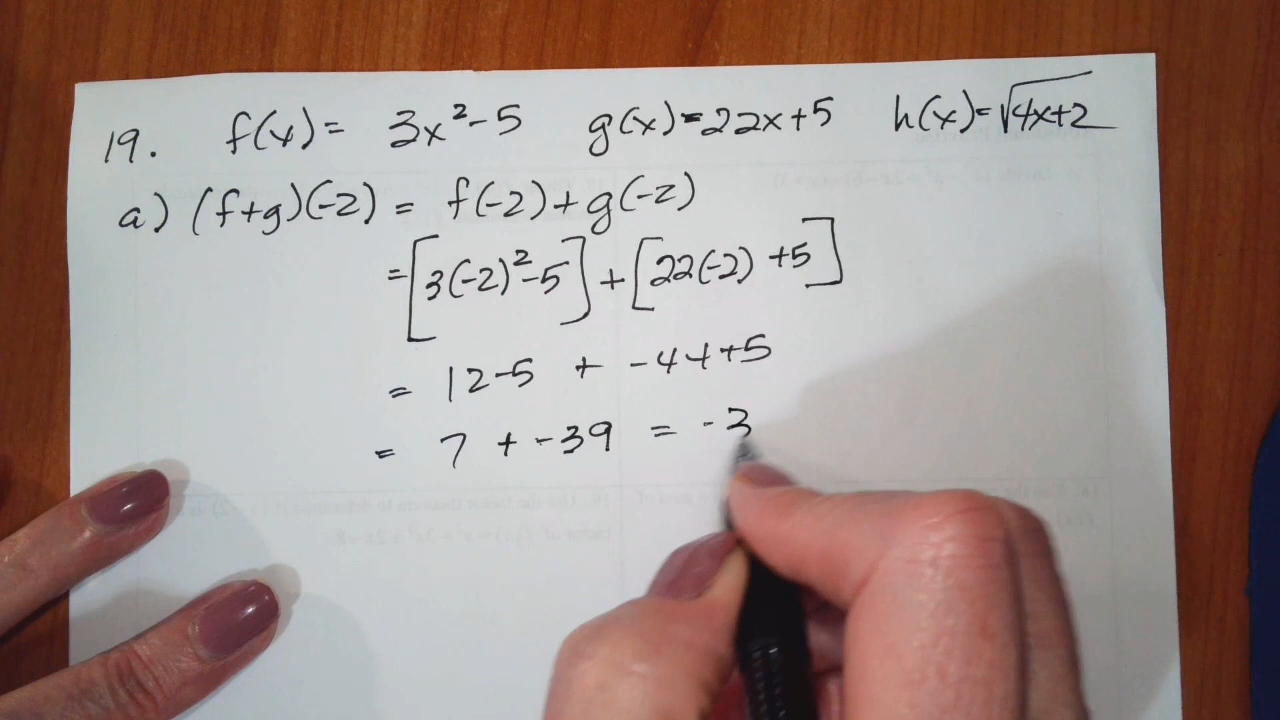 19. f(x) = 3x²-5 g(x)=22x+5 h(x)=√4x+2
a) (f+g)(-2) = f(-2)+g(-2)
=[3(-2)²-5]+[22(-2)+5]
= 12-5 + -44+5
= 7 + -39 = -3